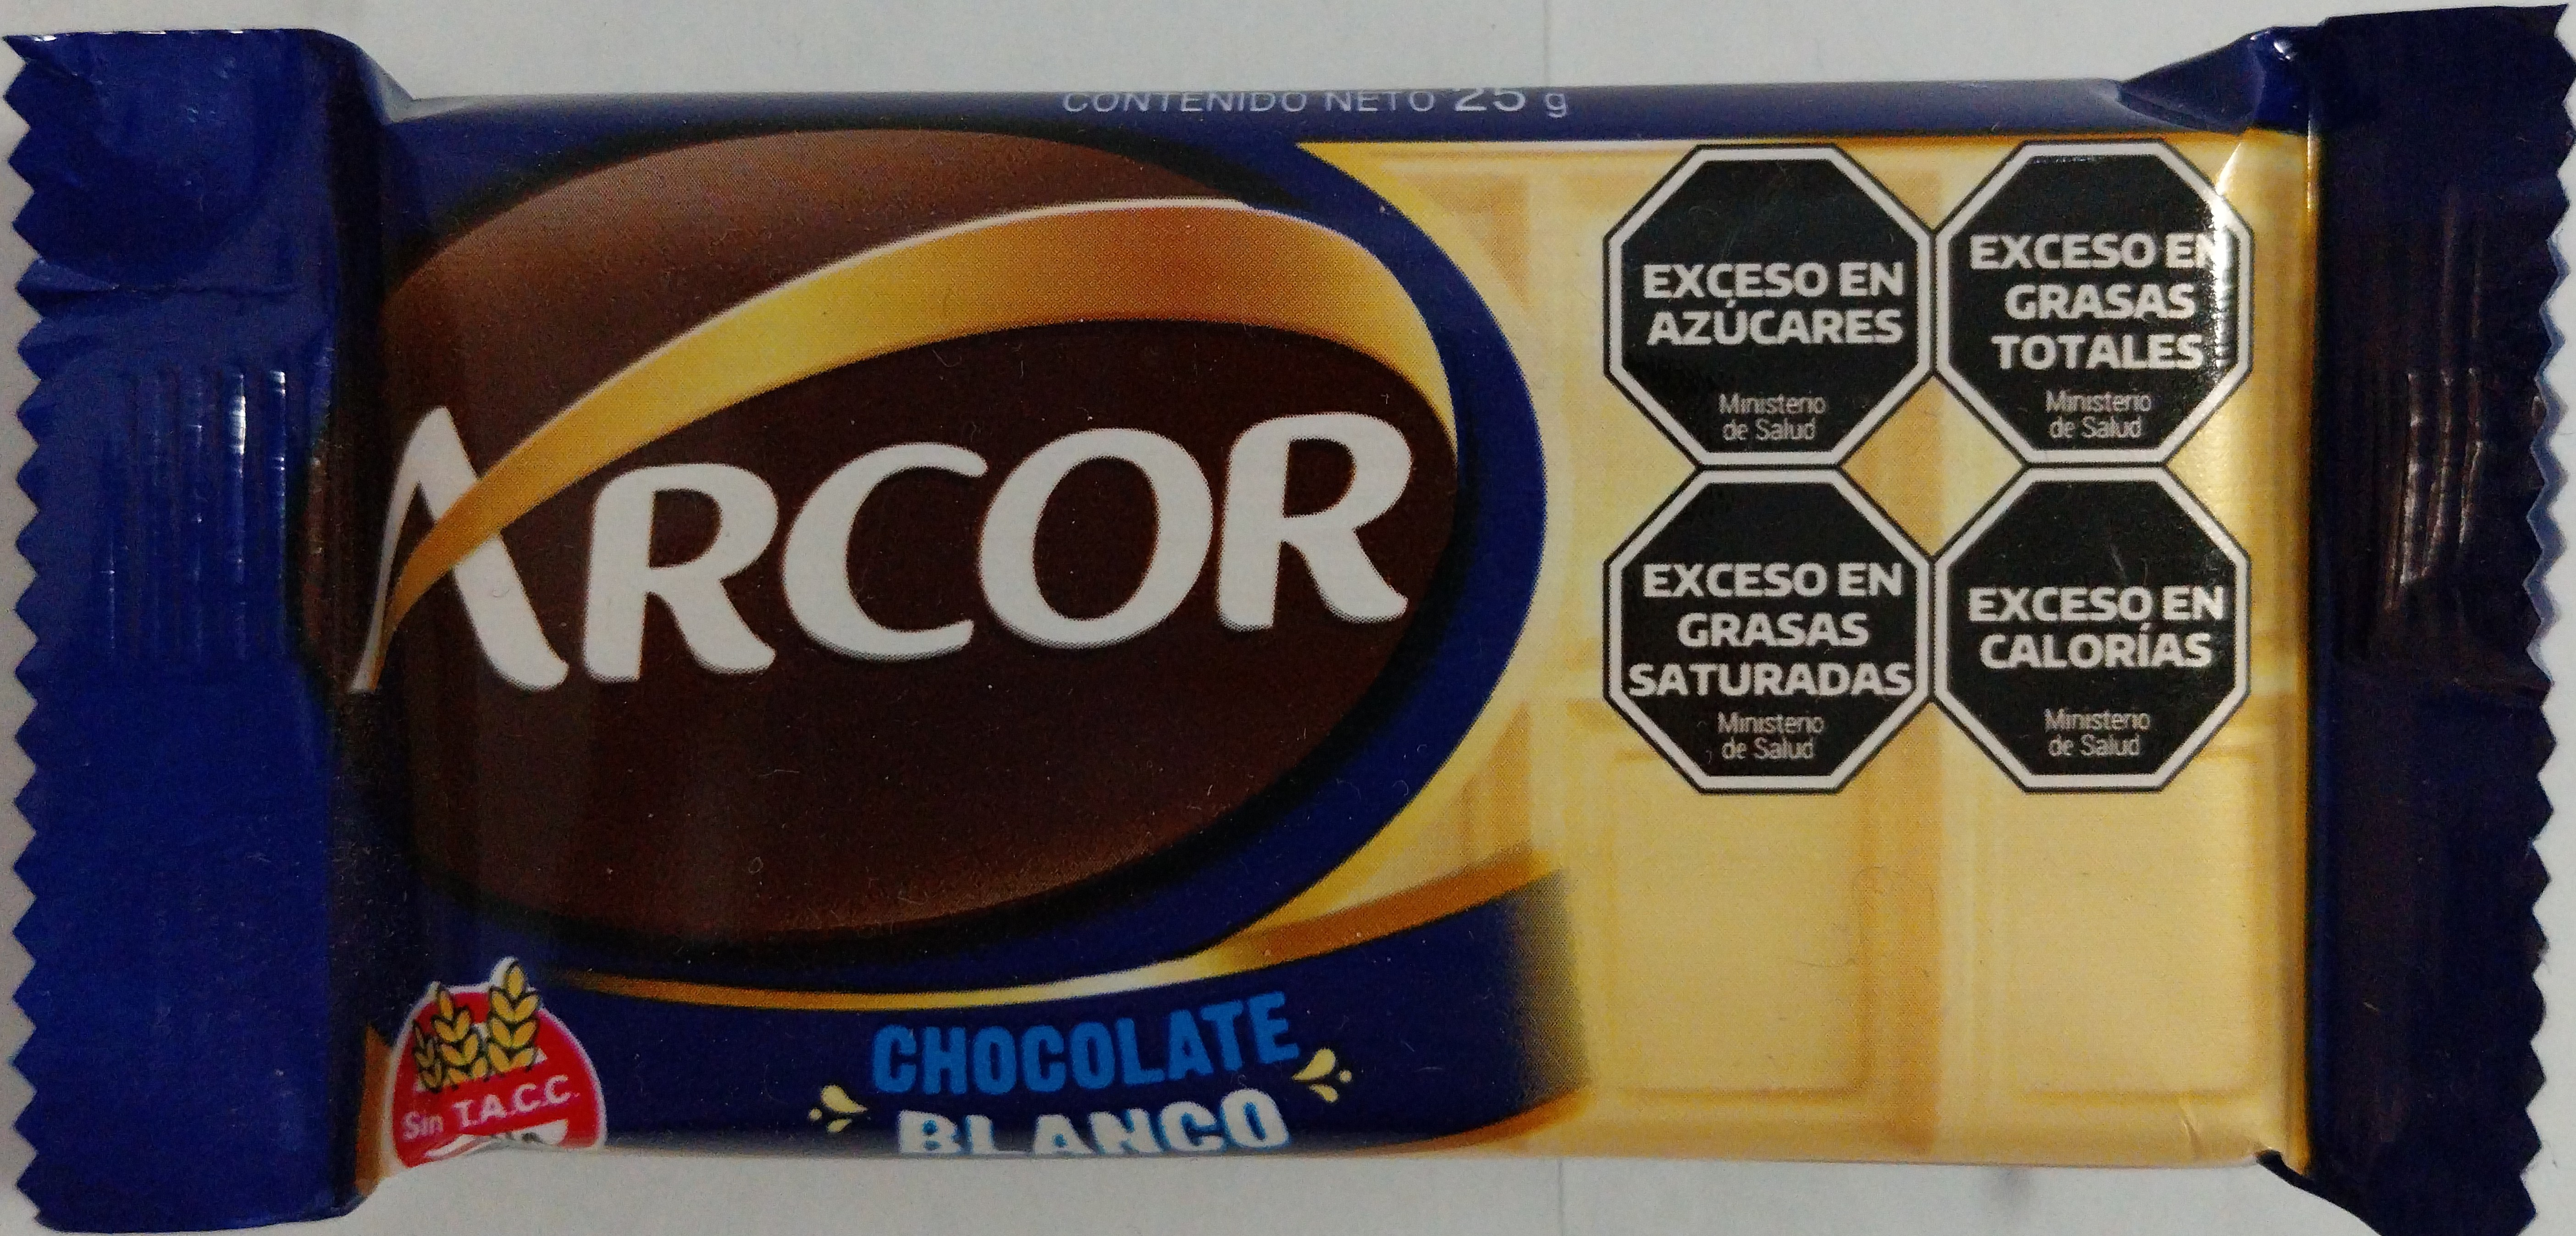 CONTENIDO NETO 25 g
ARCOR
EXCESO EN
AZÚCARES
Ministerio
de Salud
EXCESO EN
GRASAS
TOTALES
Ministerio
de Salud
EXCESO EN
GRASAS
SATURADAS
Ministerio
de Salud
EXCESO EN
CALORÍAS
Ministerio
de Salud
Sin T.A.C.C.
CHOCOLATE
BLANCO